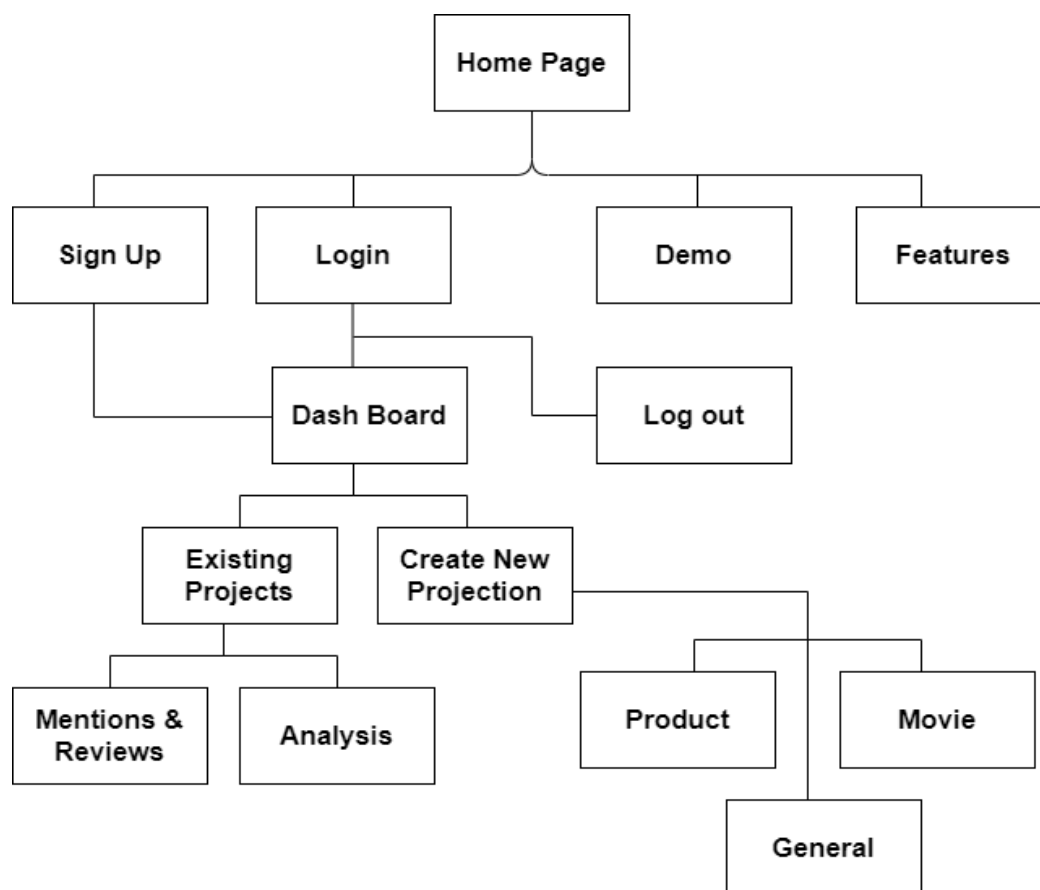 Home Page
Sign Up
Login
Demo
Features
Dash Board
Log out
Existing
Projects
Create New
Projection
Mentions &
Reviews
Analysis
Product
Movie
General